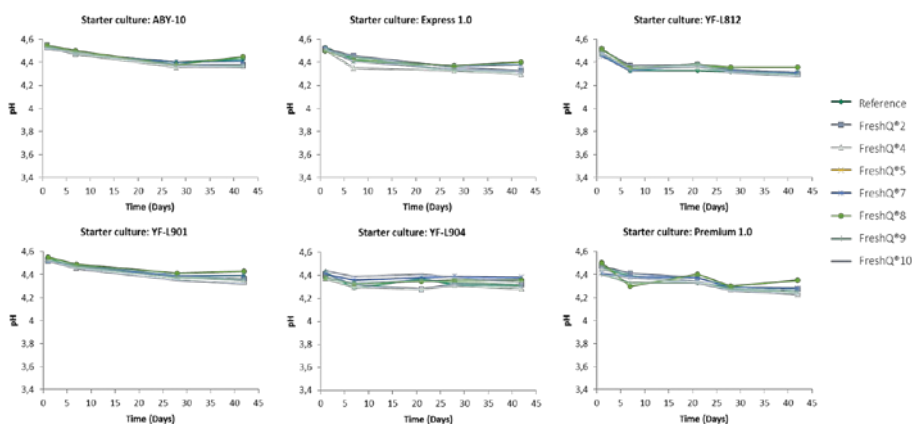 Starter culture: ABY-10
4,6
4,4
4,2
4
3,8
3,6
3,4
pH
0 5 10 15 20 25 30 35 40 45
Time (Days)
Starter culture: Express 1.0
4,6
4,4
4,2
4
3,8
3,6
3,4
pH
0 5 10 15 20 25 30 35 40 45
Time (Days)
Starter culture: YF-L812
4,6
4,4
4,2
4
3,8
3,6
3,4
pH
0 5 10 15 20 25 30 35 40 45
Time (Days)
Starter culture: YF-L901
4,6
4,4
4,2
4
3,8
3,6
3,4
pH
0 5 10 15 20 25 30 35 40 45
Time (Days)
Starter culture: YF-L904
4,6
4,4
4,2
4
3,8
3,6
3,4
pH
0 5 10 15 20 25 30 35 40 45
Time (Days)
Starter culture: Premium 1.0
4,6
4,4
4,2
4
3,8
3,6
3,4
pH
0 5 10 15 20 25 30 35 40 45
Time (Days)
Reference
FreshQ®2
FreshQ®4
FreshQ®5
FreshQ®7
FreshQ®8
FreshQ®9
FreshQ®10